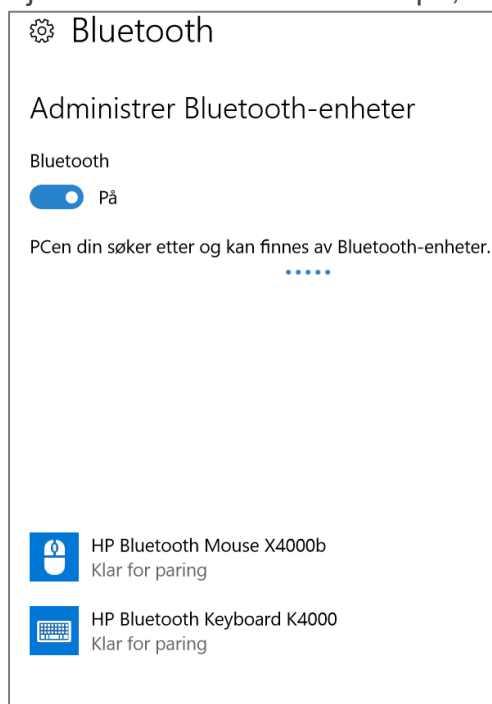 Bluetooth
Administrer Bluetooth-enheter
Bluetooth
På
PCen din søker etter og kan finnes av Bluetooth-enheter.
HP Bluetooth Mouse X4000b
Klar for paring
HP Bluetooth Keyboard K4000
Klar for paring